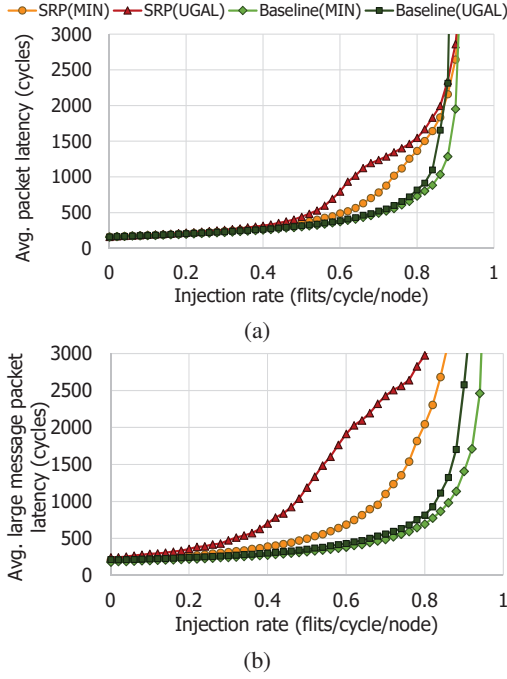 SRP(MIN) SRP(UGAL) Baseline(MIN) Baseline(UGAL)
Avg. packet latency (cycles)
3000
2500
2000
1500
1000
500
0
0 0.2 0.4 0.6 0.8 1
Injection rate (flits/cycle/node)
(a)
Avg. large message packet
latency (cycles)
3000
2500
2000
1500
1000
500
0
0 0.2 0.4 0.6 0.8 1
Injection rate (flits/cycle/node)
(b)